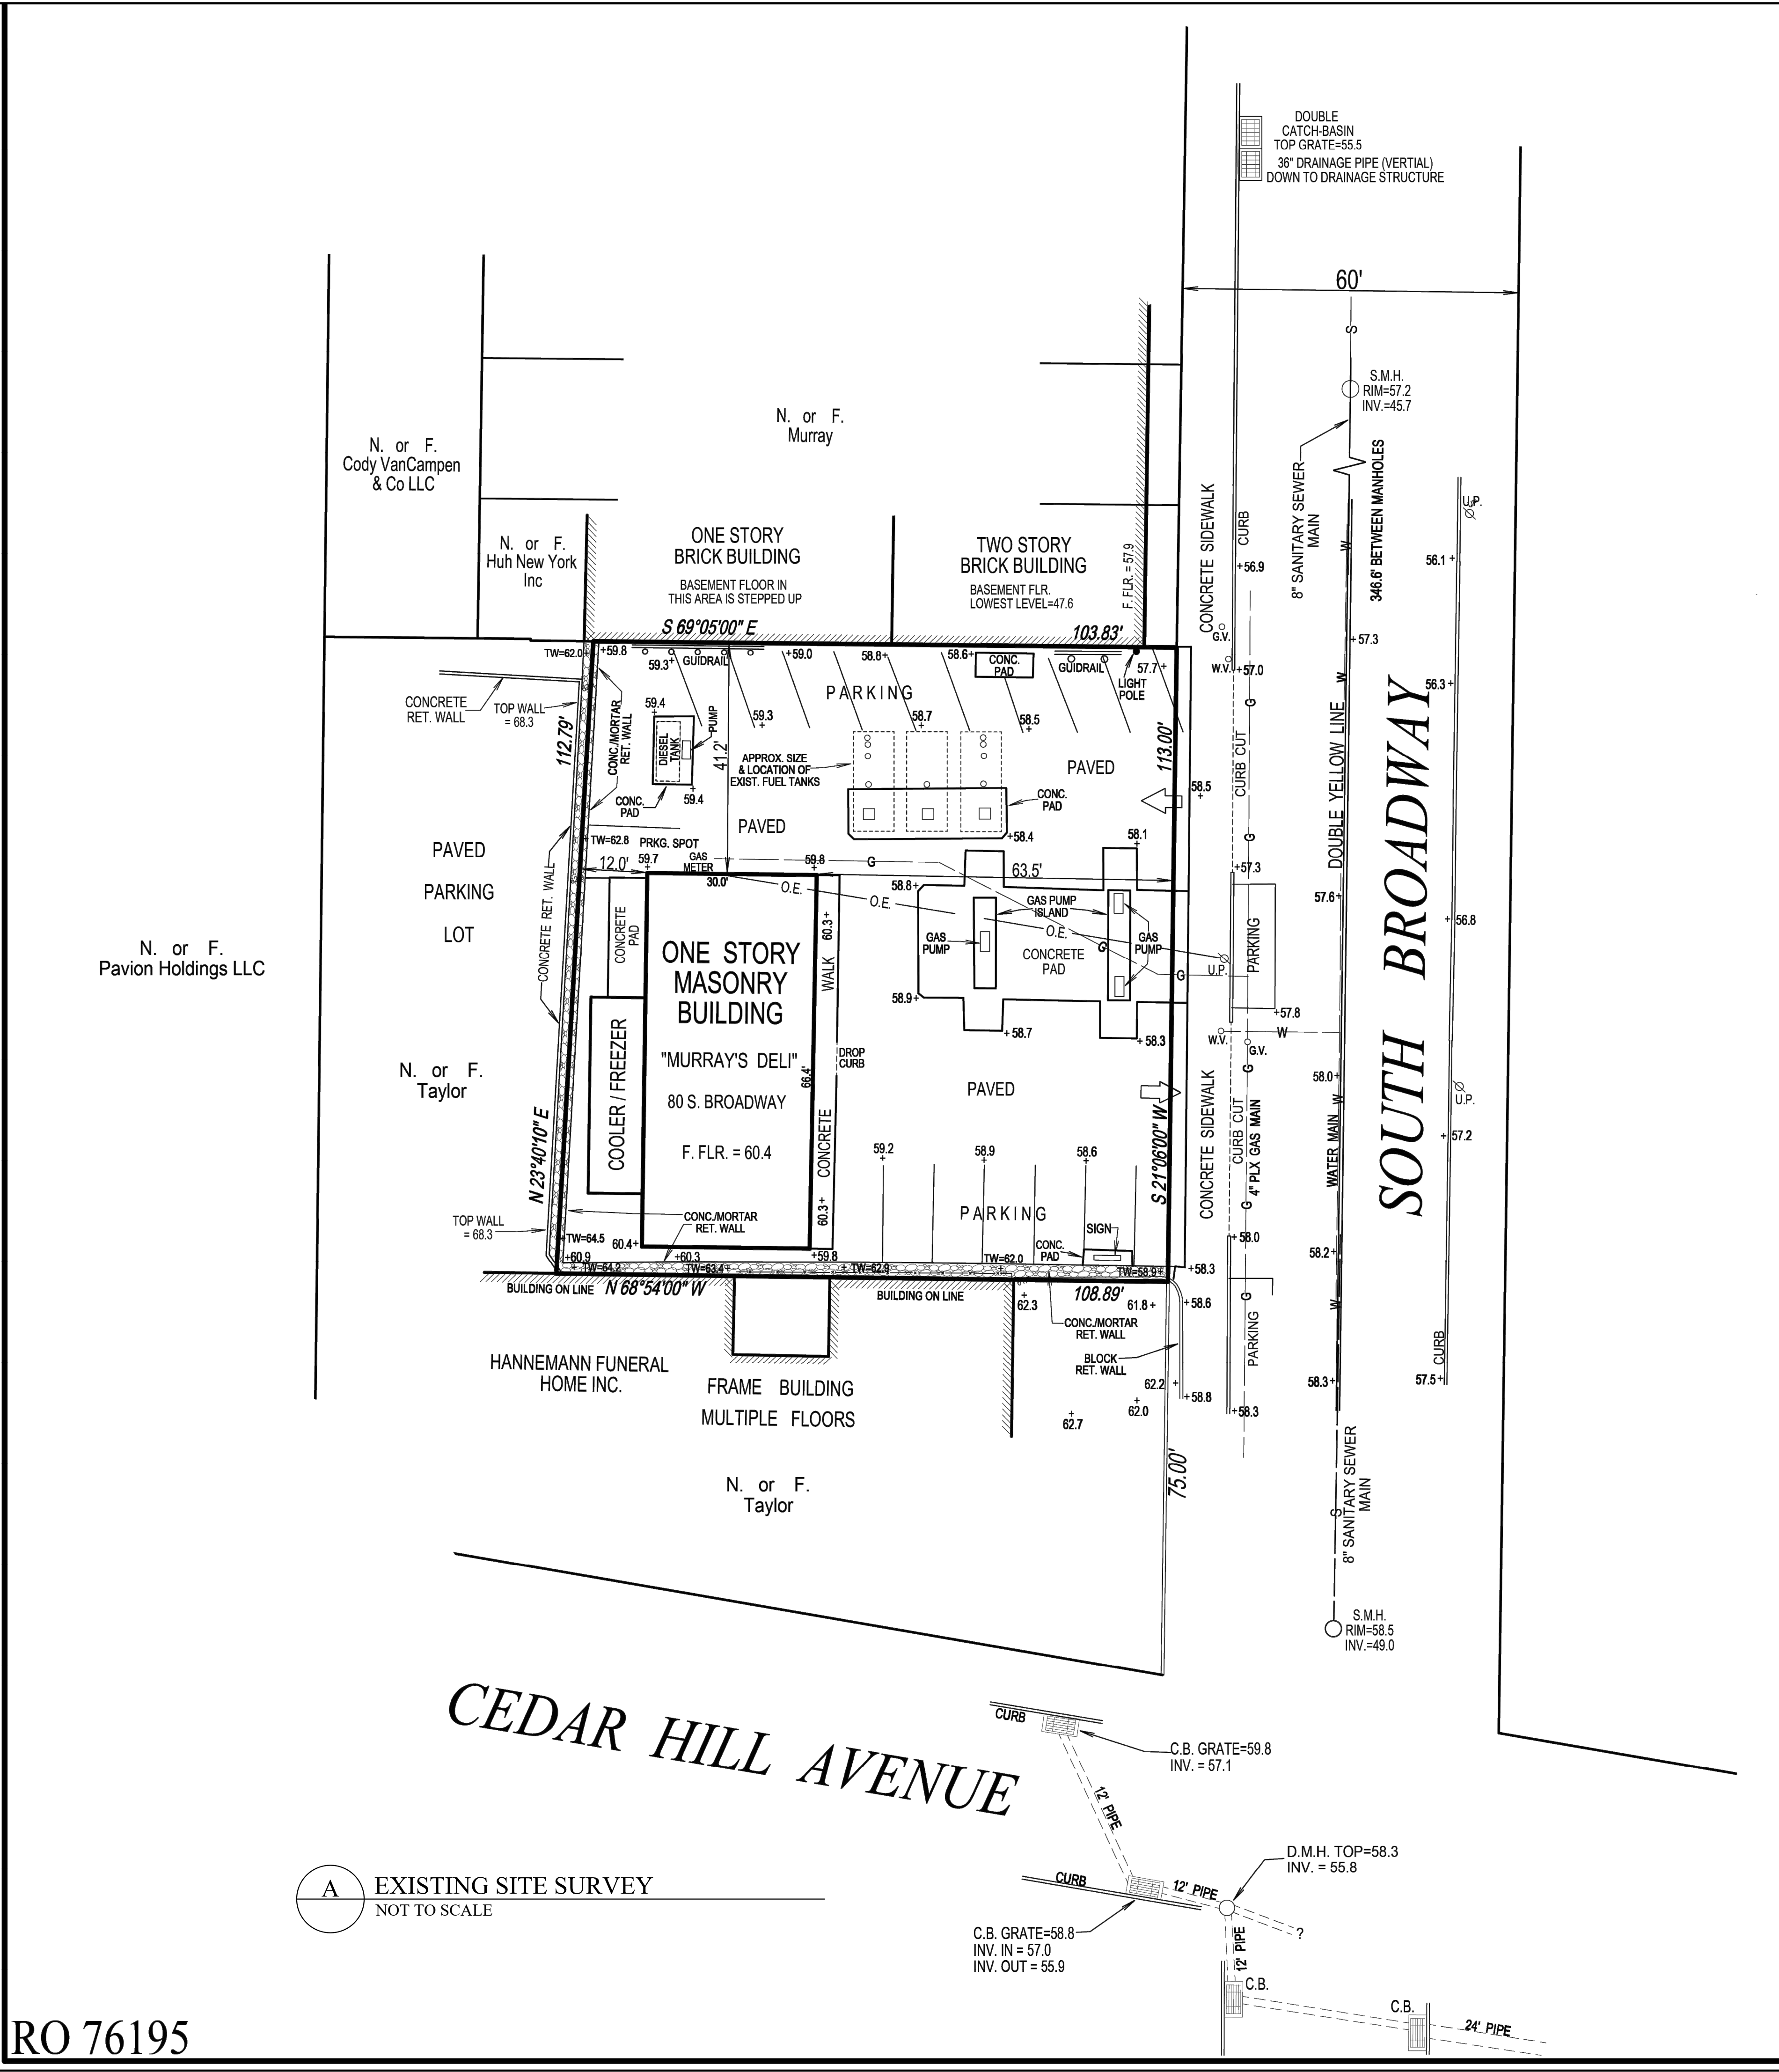 DOUBLE
CATCH-BASIN
TOP GRATE=55.5
36" DRAINAGE PIPE (VERTIAL)
DOWN TO DRAINAGE STRUCTURE
60'
S
S.M.H.
RIM=57.2
INV.=45.7
N. or F.
Murray
N. or F.
Cody VanCampen
& Co LLC
N. or F.
Huh New York
Inc
ONE STORY
BRICK BUILDING
BASEMENT FLOOR IN
THIS AREA IS STEPPED UP
TWO STORY
BRICK BUILDING
BASEMENT FLR.
LOWEST LEVEL=47.6
F. FLR. = 57.9
CONCRETE SIDEWALK
CURB
8" SANITARY SEWER
MAIN
346.6' BETWEEN MANHOLES
W
U.P.
56.1
56.9
57.3
G.V.
W.V.
57.0
W
56.3
S 69°05'00" E
103.83'
TW=62.0
59.8
59.3
GUIDRAIL
59.0
58.8
58.6
CONC.
PAD
GUIDRAIL
57.7
LIGHT
POLE
PARKING
CONCRETE
RET. WALL
TOP WALL
= 68.3
112.79'
CONC./MORTAR
RET. WALL
59.4
DIESEL
TANK
PUMP
41.2'
59.3
58.7
58.5
G
113.00'
APPROX. SIZE
& LOCATION OF
EXIST. FUEL TANKS
PAVED
58.5
CURB CUT
DOUBLE YELLOW LINE
SOUTH BROADWAY
CONC.
PAD
59.4
CONC.
PAD
PAVED
58.4
58.1
G
TW=62.8
PRKG. SPOT
12.0'
59.7
GAS
METER
30.0'
59.8
G
63.5'
57.3
PAVED
PARKING
LOT
CONCRETE RET. WALL
CONCRETE
PAD
O.E.
O.E.
O.E.
58.8
GAS PUMP
ISLAND
GAS
PUMP
GAS
PUMP
CONCRETE
PAD
G
G
U.P.
PARKING
57.6
56.8
60.3
WALK
ONE STORY
MASONRY
BUILDING
"MURRAY'S DELI"
80 S. BROADWAY
F. FLR. = 60.4
66.4'
N. or F.
Pavion Holdings LLC
58.9
58.7
58.3
57.8
W.V.
W
G.V.
DROP
CURB
COOLER / FREEZER
N. or F.
Taylor
PAVED
G
58.0
W
U.P.
CONCRETE SIDEWALK
CURB CUT
4" PLX GAS MAIN
WATER MAIN
57.2
N 23°40'10" E
CONCRETE
59.2
58.9
58.6
S 21°06'00" W
60.3
PARKING
SIGN
CONC.
PAD
G
TOP WALL
= 68.3
CONC./MORTAR
RET. WALL
TW=64.5
60.4
60.9
60.3
59.8
TW=62.0
58.0
58.2
TW=64.2
TW=63.4
TW=62.9
TW=58.9
58.3
BUILDING ON LINE
N 68°54'00" W
BUILDING ON LINE
62.3
108.89'
61.8
58.6
G
W
CONC./MORTAR
RET. WALL
BLOCK
RET. WALL
PARKING
CURB
HANNEMANN FUNERAL
HOME INC.
FRAME BUILDING
MULTIPLE FLOORS
62.2
58.8
58.3
58.3
57.5
62.7
62.0
N. or F.
Taylor
75.00'
8" SANITARY SEWER
MAIN
S
S.M.H.
RIM=58.5
INV.=49.0
CEDAR HILL AVENUE
CURB
C.B. GRATE=59.8
INV. = 57.1
12' PIPE
D.M.H. TOP=58.3
INV. = 55.8
CURB
12' PIPE
?
C.B. GRATE=58.8
INV. IN = 57.0
INV. OUT = 55.9
12' PIPE
C.B.
C.B.
24' PIPE
A
EXISTING SITE SURVEY
NOT TO SCALE
RO 76195